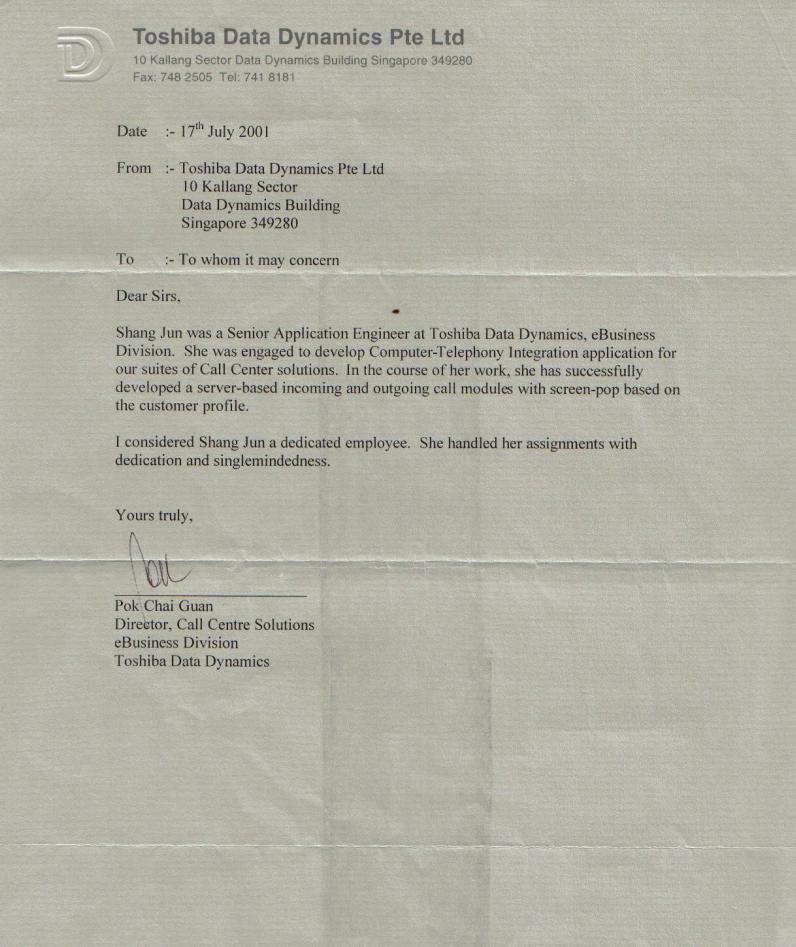 Toshiba Data Dynamics Pte Ltd
10 Kallang Sector Data Dynamics Building Singapore 349280
Fax: 748 2505 Tel: 741 8181
Date :- 17th July 2001
From :- Toshiba Data Dynamics Pte Ltd
10 Kallang Sector
Data Dynamics Building
Singapore 349280
To :- To whom it may concern
Dear Sirs,
Shang Jun was a Senior Application Engineer at Toshiba Data Dynamics, eBusiness
Division. She was engaged to develop Computer-Telephony Integration application for
our suites of Call Center solutions. In the course of her work, she has successfully
developed a server-based incoming and outgoing call modules with screen-pop based on
the customer profile.
I considered Shang Jun a dedicated employee. She handled her assignments with
dedication and singlemindedness.
Yours truly,
Pok Chai Guan
Director, Call Centre Solutions
eBusiness Division
Toshiba Data Dynamics